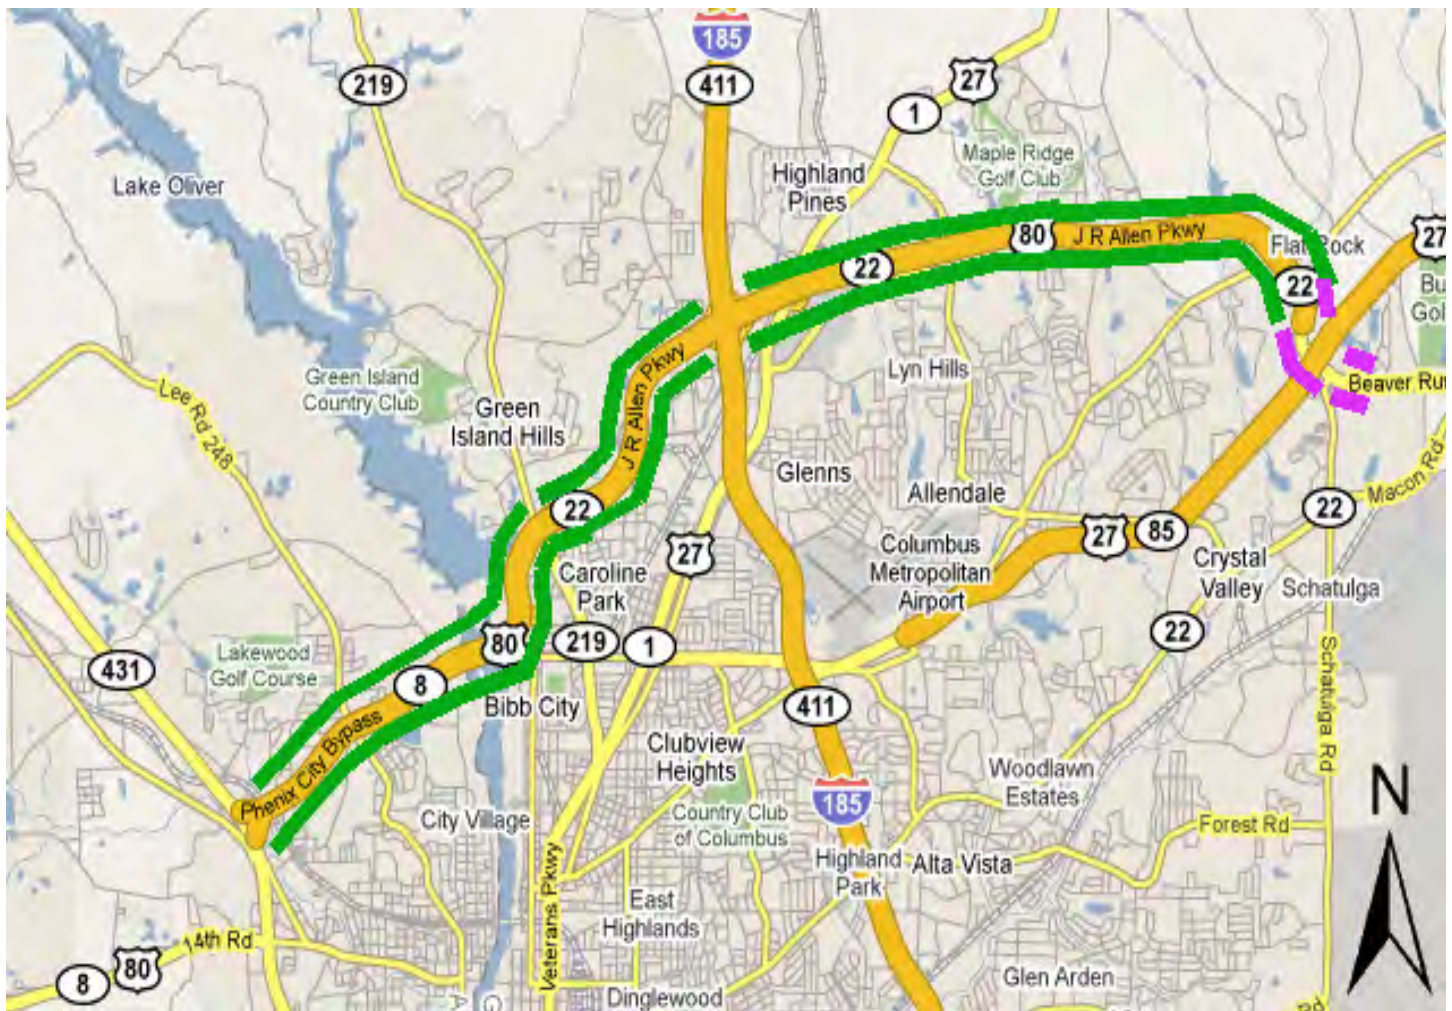 185
411
219
27
1
Maple Ridge
Golf Club
Highland
Pines
Lake Oliver
80
J R Allen Pkwy
22
Flat Rock
27
22
Bu
Gol
J R Allen Pkwy
Lyn Hills
Beaver Run
Green Island
Country Club
Lee Rd 248
Green
Island Hills
Glenns
Allendale
Macon Rd
22
22
27
Columbus
Metropolitan
Airport
27
85
Crystal
Valley
Schatulga
Caroline
Park
80
219
1
22
Lakewood
Golf Course
431
8
Bibb City
411
Schatulga Rd
Phenix City Bypass
Clubview
Heights
Woodlawn
Estates
N
185
City Village
Country Club
of Columbus
Forest Rd
Highland
Park
Alta Vista
Veterans Pkwy
East
Highlands
14th Rd
80
8
Glen Arden
Dinglewood
A
G
Rd